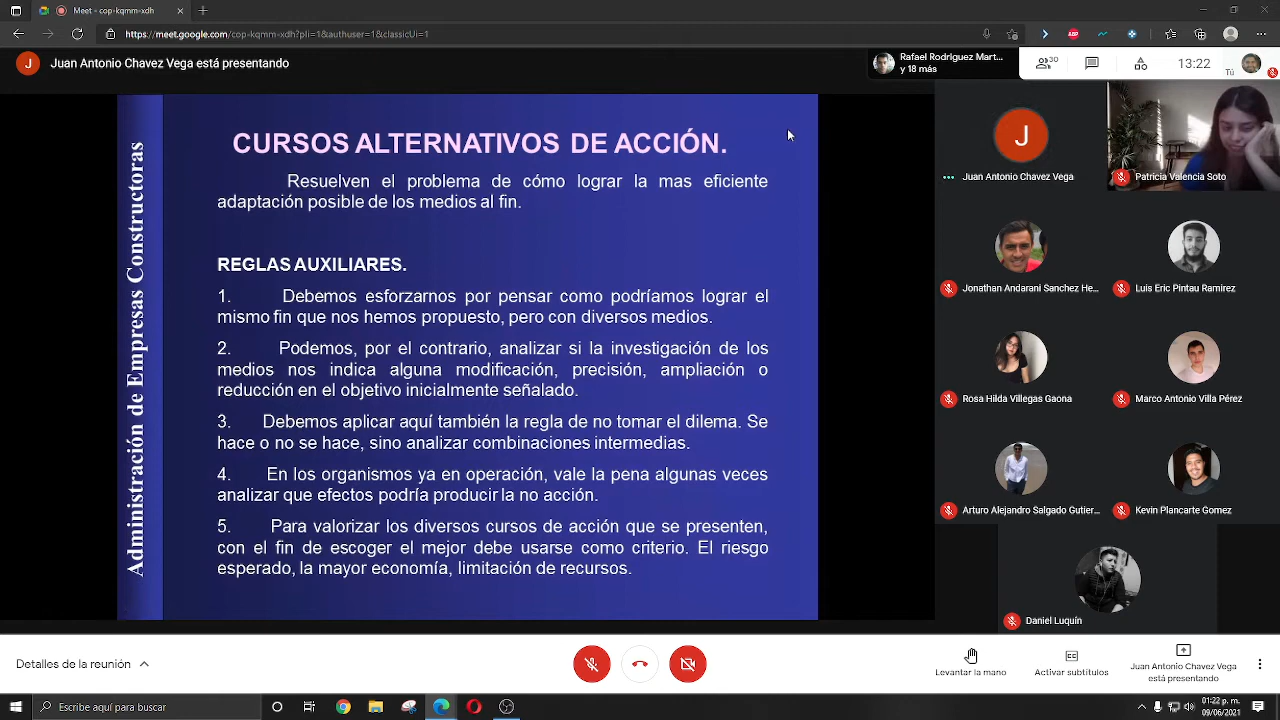 Meet - cop-kqmm-xdh
https://meet.google.com/cop-kqmm-xdh?pli=1&authuser=1&classicUi=1
Juan Antonio Chavez Vega está presentando
Rafael Rodríguez Mart...
y 18 más
30
13:22
Tú
Administración de Empresas Constructoras
CURSOS ALTERNATIVOS DE ACCIÓN.
Resuelven el problema de cómo lograr la mas eficiente
adaptación posible de los medios al fin.
REGLAS AUXILIARES.
1. Debemos esforzarnos por pensar como podríamos lograr el
mismo fin que nos hemos propuesto, pero con diversos medios.
2. Podemos, por el contrario, analizar si la investigación de los
medios nos indica alguna modificación, precisión, ampliación o
reducción en el objetivo inicialmente señalado.
3. Debemos aplicar aquí también la regla de no tomar el dilema. Se
hace o no se hace, sino analizar combinaciones intermedias.
4. En los organismos ya en operación, vale la pena algunas veces
analizar que efectos podría producir la no acción.
5. Para valorizar los diversos cursos de acción que se presenten,
con el fin de escoger el mejor debe usarse como criterio. El riesgo
esperado, la mayor economía, limitación de recursos.
J
Juan Antonio Chavez Vega
Patricia Valencia Soto
Jonathan Andarani Sanchez He...
Luis Eric Pintau Ramirez
Rosa Hilda Villegas Gaona
Marco Antonio Villa Pérez
Arturo Alejandro Salgado Gutier...
Kevin Plancarte Gomez
Daniel Luquín
Detalles de la reunión
Levantar la mano
CC
Activar subtítulos
Juan Antonio Chavez Vega
está presentando
Escribe aquí para buscar
01:22 p. m.
09/06/2021